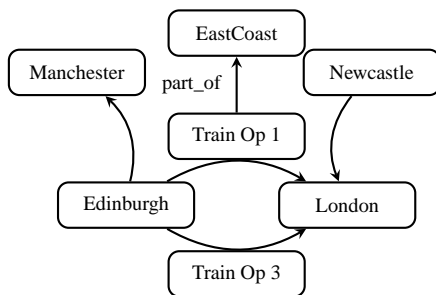 EastCoast
Manchester
Newcastle
part_of
Train Op 1
Edinburgh
London
Train Op 3